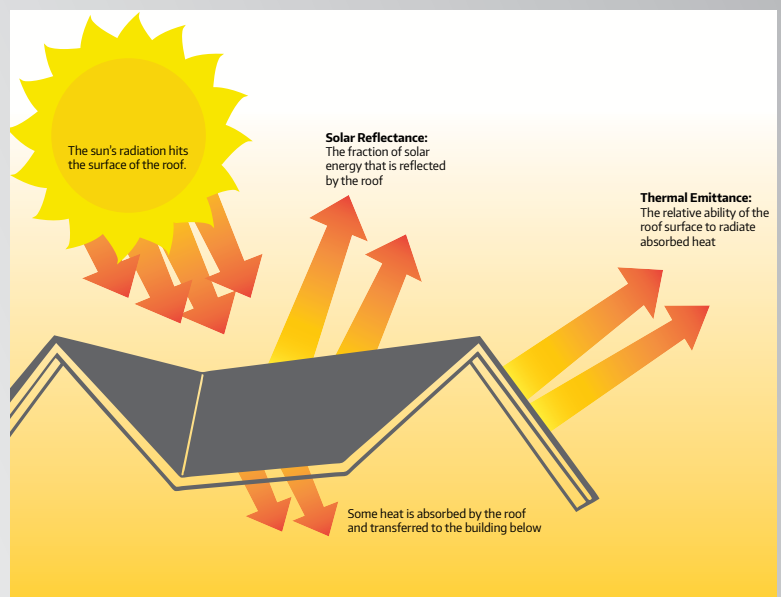 The sun's radiation hits
the surface of the roof.
Solar Reflectance:
The fraction of solar
energy that is reflected
by the roof
Thermal Emittance:
The relative ability of the
roof surface to radiate
absorbed heat
Some heat is absorbed by the roof
and transferred to the building below